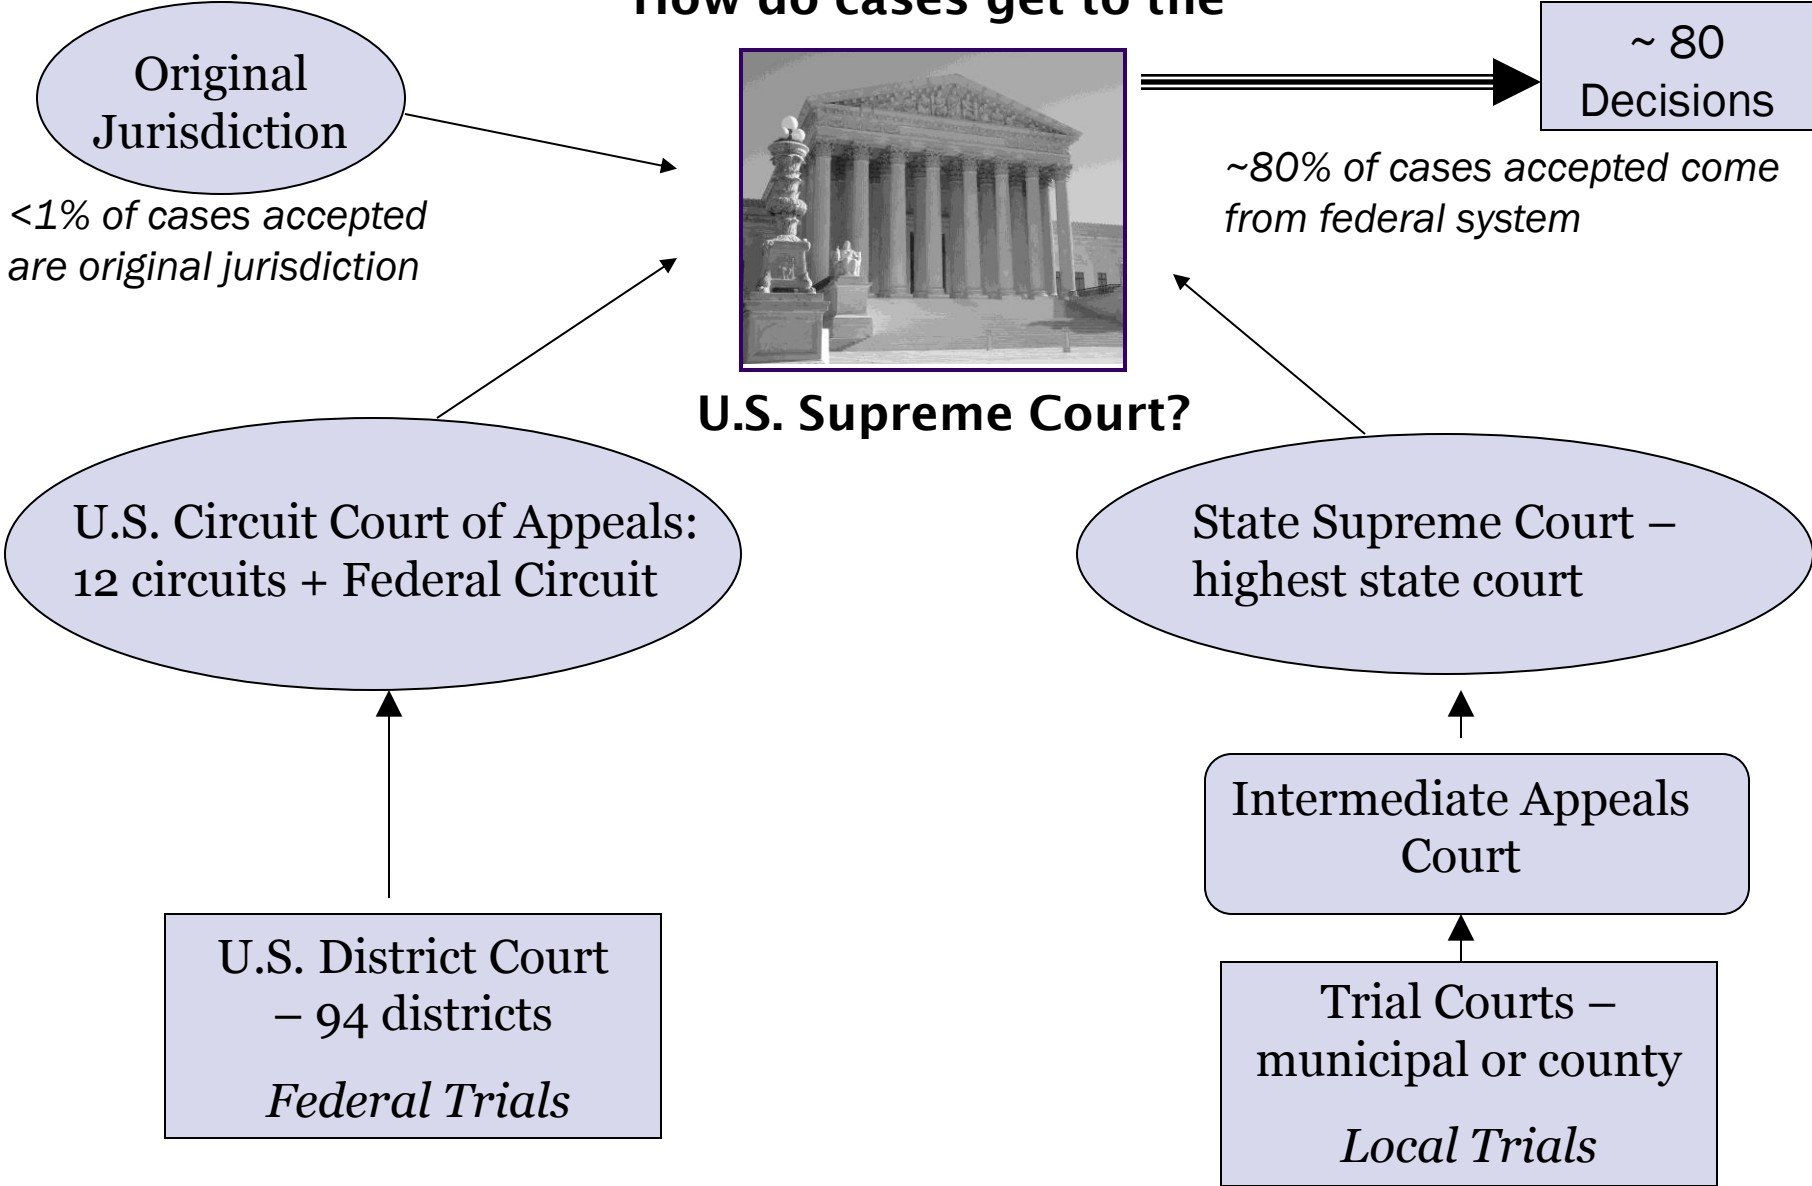 How do cases get to the
Original
Jurisdiction
<1% of cases accepted
are original jurisdiction
~ 80
Decisions
~80% of cases accepted come
from federal system
U.S. Supreme Court?
U.S. Circuit Court of Appeals:
12 circuits + Federal Circuit
State Supreme Court –
highest state court
Intermediate Appeals
Court
U.S. District Court
– 94 districts
Federal Trials
Trial Courts –
municipal or county
Local Trials